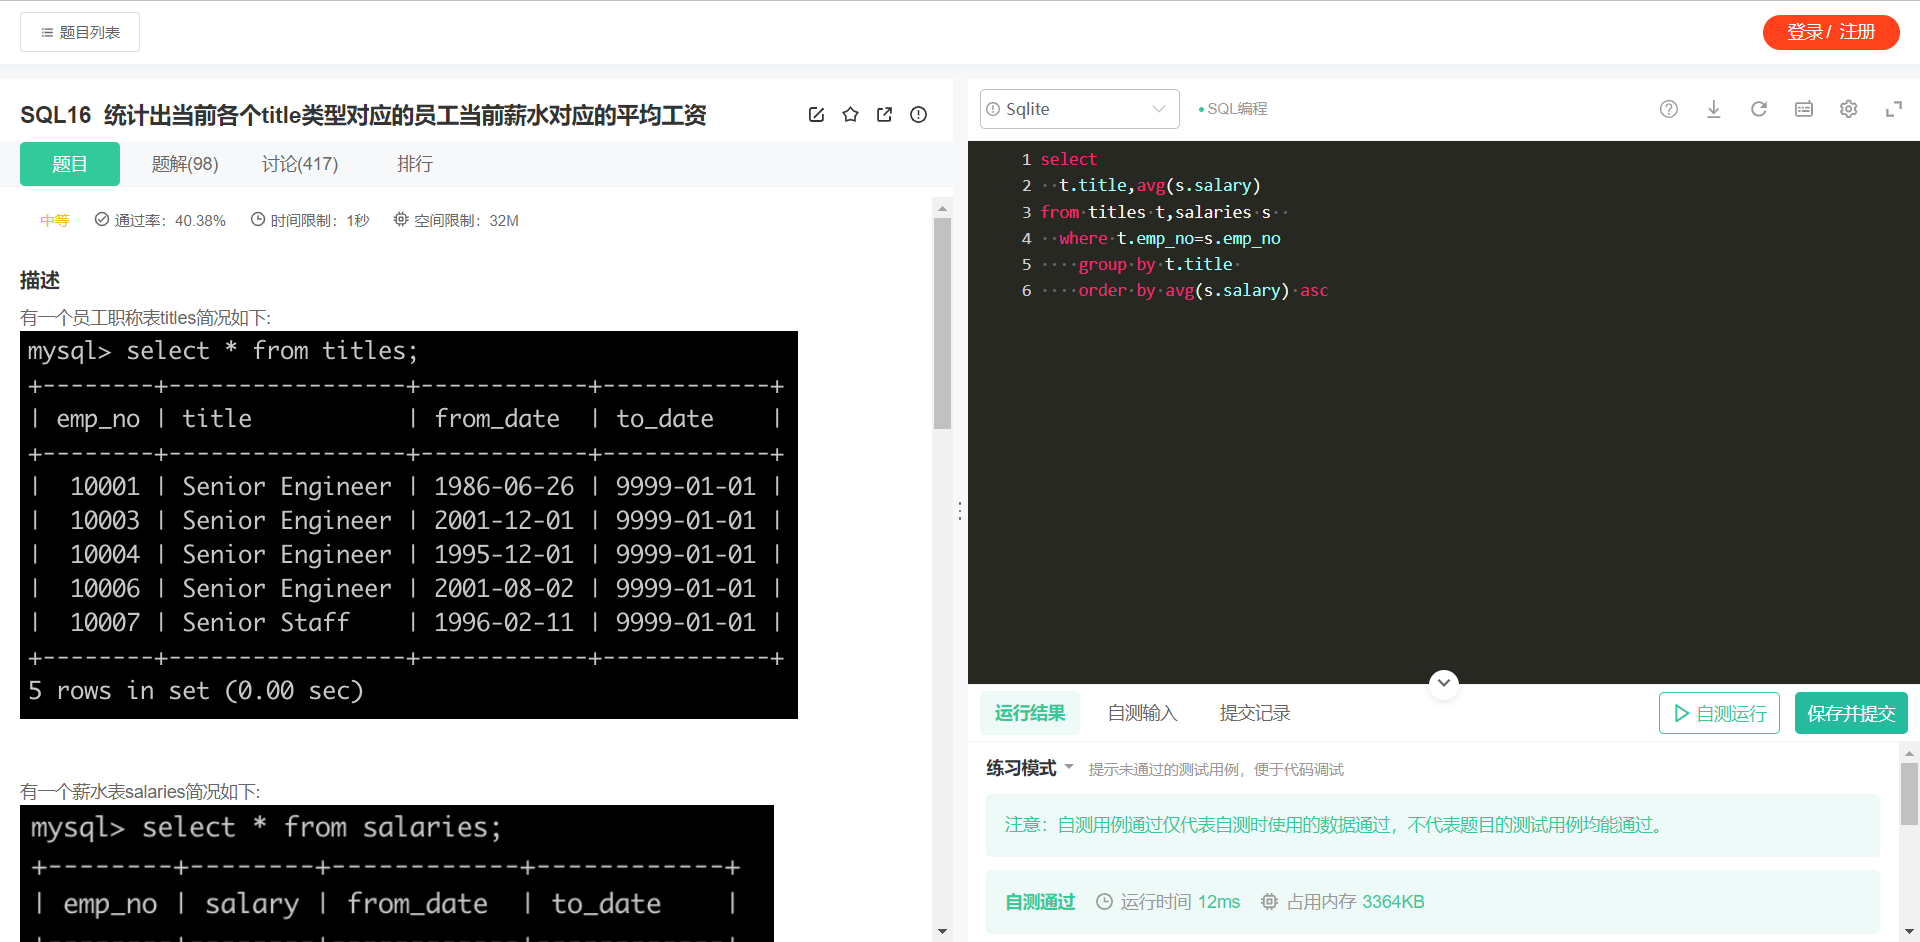 题目列表
登录 / 注册
SQL16 统计出当前各个title类型对应的员工当前薪水对应的平均工资
题目 题解(98) 讨论(417) 排行
中等 通过率：40.38% 时间限制：1秒 空间限制：32M
描述
有一个员工职称表titles简况如下:
mysql> select * from titles;
+--------+-----------------+------------+------------+
| emp_no | title           | from_date  | to_date    |
+--------+-----------------+------------+------------+
|  10001 | Senior Engineer | 1986-06-26 | 9999-01-01 |
|  10003 | Senior Engineer | 2001-12-01 | 9999-01-01 |
|  10004 | Senior Engineer | 1995-12-01 | 9999-01-01 |
|  10006 | Senior Engineer | 2001-08-02 | 9999-01-01 |
|  10007 | Senior Staff    | 1996-02-11 | 9999-01-01 |
+--------+-----------------+------------+------------+
5 rows in set (0.00 sec)
有一个薪水表salaries简况如下:
mysql> select * from salaries;
+--------+--------+------------+------------+
| emp_no | salary | from_date  | to_date    |
Sqlite SQL编程
1 select
2   t.title,avg(s.salary)
3 from titles t,salaries s
4   where t.emp_no=s.emp_no
5     group by t.title
6     order by avg(s.salary) asc
运行结果 自测输入 提交记录 自测运行 保存并提交
练习模式 提示未通过的测试用例，便于代码调试
注意：自测用例通过仅代表自测时使用的数据通过，不代表题目的测试用例均能通过。
自测通过 运行时间 12ms 占用内存 3364KB